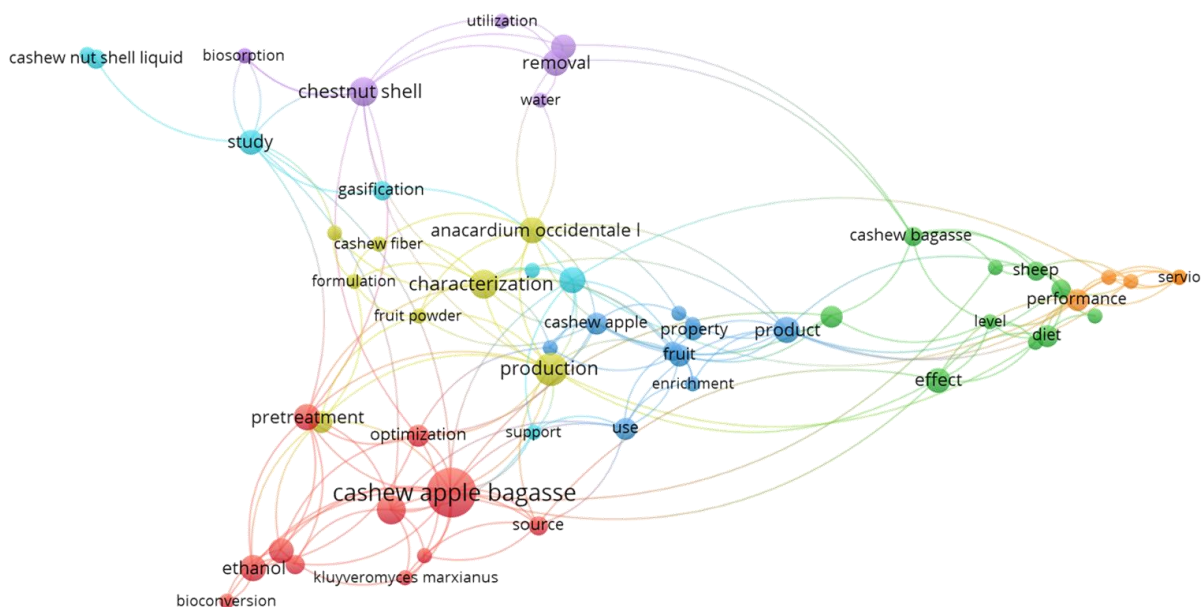 utilization
cashew nut shell liquid
biosorption
removal
chestnut shell
water
study
gasification
anacardium occidentale l
cashew bagasse
cashew fiber
sheep
servio
formulation
characterization
performance
fruit powder
cashew apple
property
product
level
diet
fruit
production
enrichment
effect
pretreatment
optimization
support
use
cashew apple bagasse
source
ethanol
kluyveromyces marxianus
bioconversion